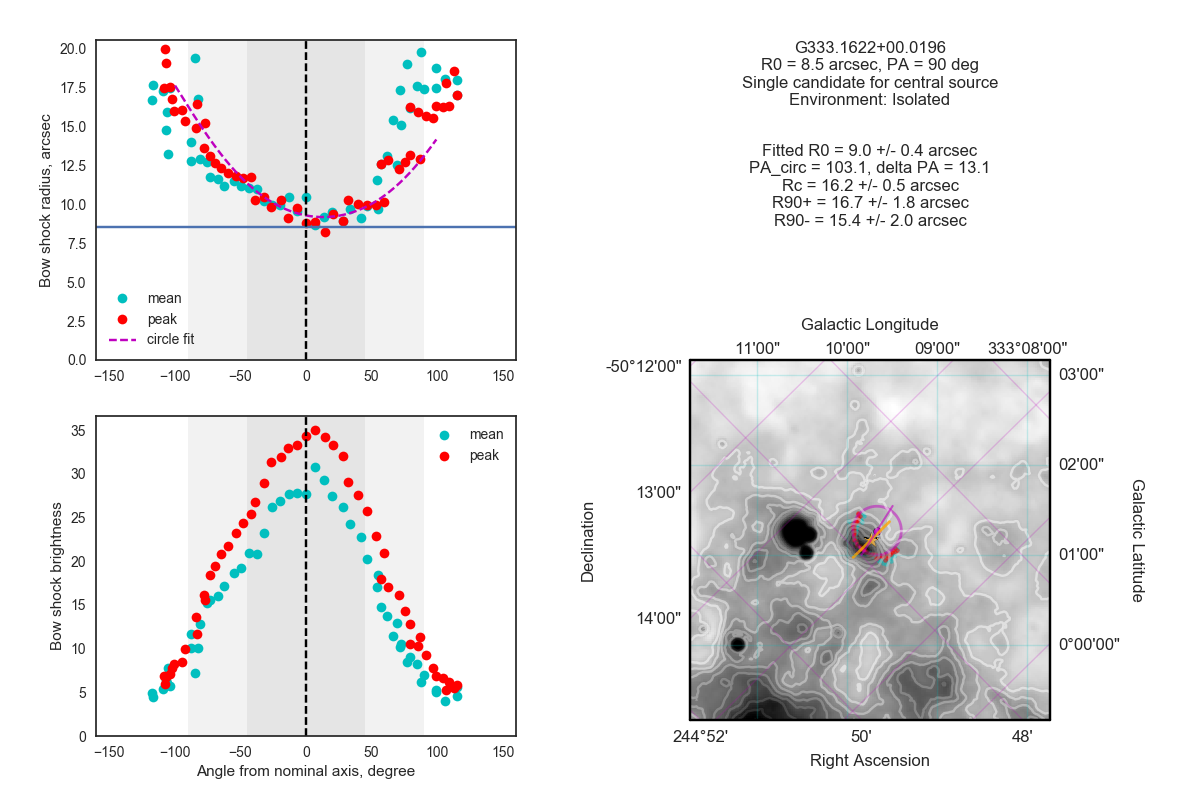 20.0
17.5
15.0
12.5
10.0
7.5
5.0
2.5
0.0
Bow shock radius, arcsec
mean
peak
circle fit
−150 −100 −50 0 50 100 150
35
30
25
20
15
10
5
0
Bow shock brightness
mean
peak
−150 −100 −50 0 50 100 150
Angle from nominal axis, degree
G333.1622+00.0196
R0 = 8.5 arcsec, PA = 90 deg
Single candidate for central source
Environment: Isolated
Fitted R0 = 9.0 +/- 0.4 arcsec
PA_circ = 103.1, delta PA = 13.1
Rc = 16.2 +/- 0.5 arcsec
R90+ = 16.7 +/- 1.8 arcsec
R90- = 15.4 +/- 2.0 arcsec
Galactic Longitude
11'00" 10'00" 09'00" 333°08'00"
-50°12'00"
13'00"
14'00"
Declination
03'00"
02'00"
01'00"
0°00'00"
Galactic Latitude
244°52' 50' 48'
Right Ascension